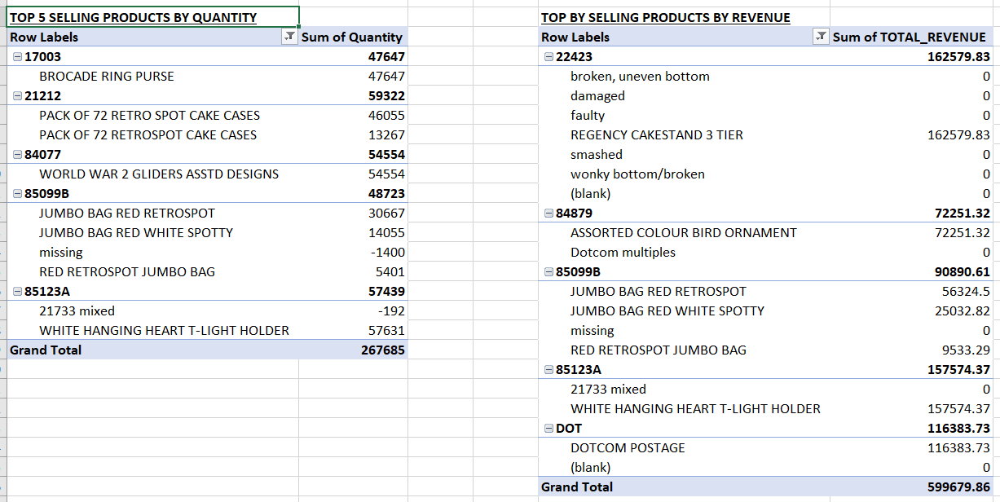 TOP 5 SELLING PRODUCTS BY QUANTITY
Row Labels Sum of Quantity
17003 47647
BROCADE RING PURSE 47647
21212 59322
PACK OF 72 RETRO SPOT CAKE CASES 46055
PACK OF 72 RETROSPOT CAKE CASES 13267
84077 54554
WORLD WAR 2 GLIDERS ASSTD DESIGNS 54554
85099B 48723
JUMBO BAG RED RETROSPOT 30667
JUMBO BAG RED WHITE SPOTTY 14055
missing -1400
RED RETROSPOT JUMBO BAG 5401
85123A 57439
21733 mixed -192
WHITE HANGING HEART T-LIGHT HOLDER 57631
Grand Total 267685
TOP BY SELLING PRODUCTS BY REVENUE
Row Labels Sum of TOTAL_REVENUE
22423 162579.83
broken, uneven bottom 0
damaged 0
faulty 0
REGENCY CAKESTAND 3 TIER 162579.83
smashed 0
wonky bottom/broken 0
(blank) 0
84879 72251.32
ASSORTED COLOUR BIRD ORNAMENT 72251.32
Dotcom multiples 0
85099B 90890.61
JUMBO BAG RED RETROSPOT 56324.5
JUMBO BAG RED WHITE SPOTTY 25032.82
missing 0
RED RETROSPOT JUMBO BAG 9533.29
85123A 157574.37
21733 mixed 0
WHITE HANGING HEART T-LIGHT HOLDER 157574.37
DOT 116383.73
DOTCOM POSTAGE 116383.73
(blank) 0
Grand Total 599679.86